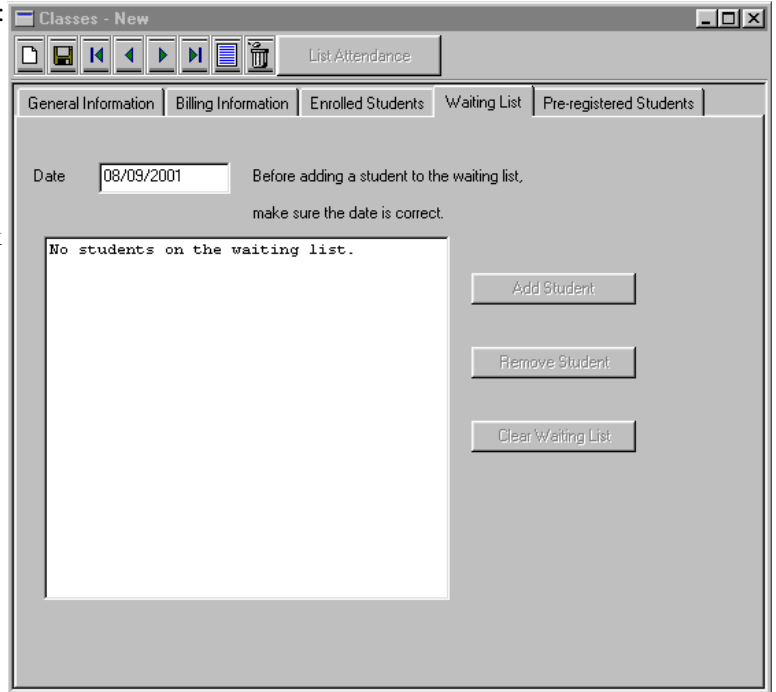 Classes - New
List Attendance
General Information Billing Information Enrolled Students Waiting List Pre-registered Students
Date 08/09/2001 Before adding a student to the waiting list,
make sure the date is correct.
No students on the waiting list.
Add Student
Remove Student
Clear Waiting List